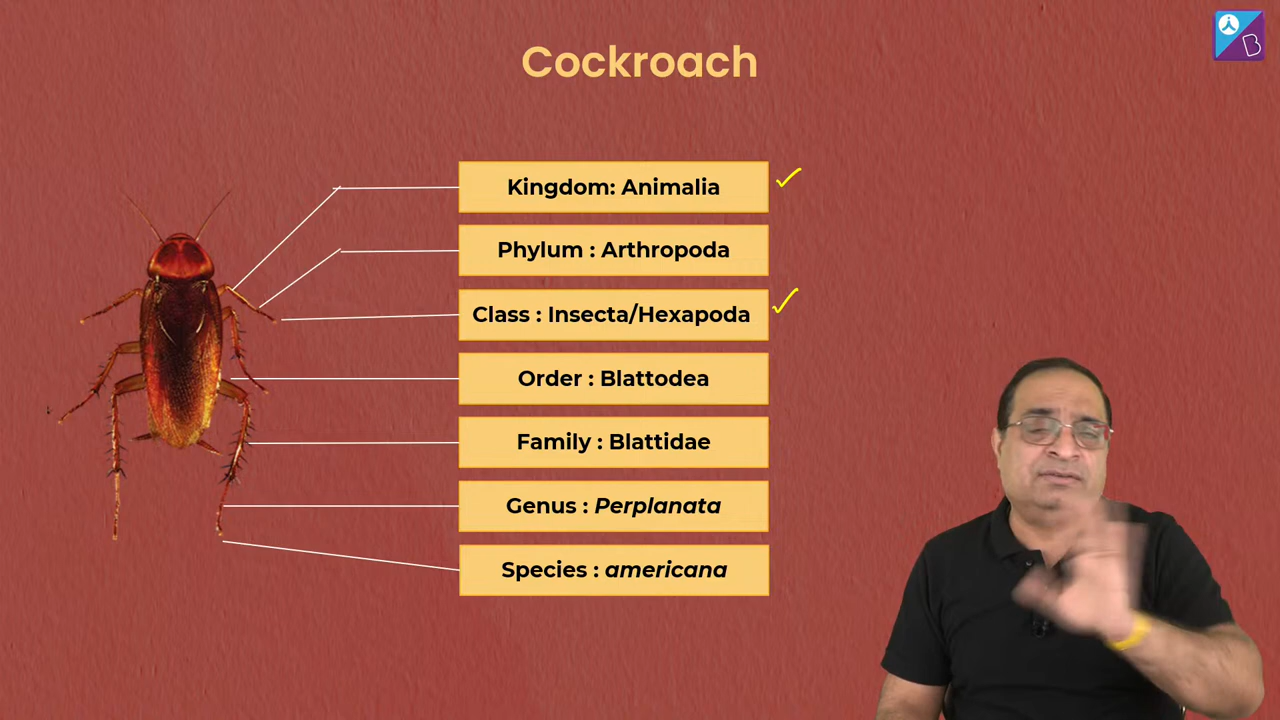 Cockroach
Kingdom: Animalia
Phylum : Arthropoda
Class : Insecta/Hexapoda
Order : Blattodea
Family : Blattidae
Genus : Perplanata
Species : americana
B